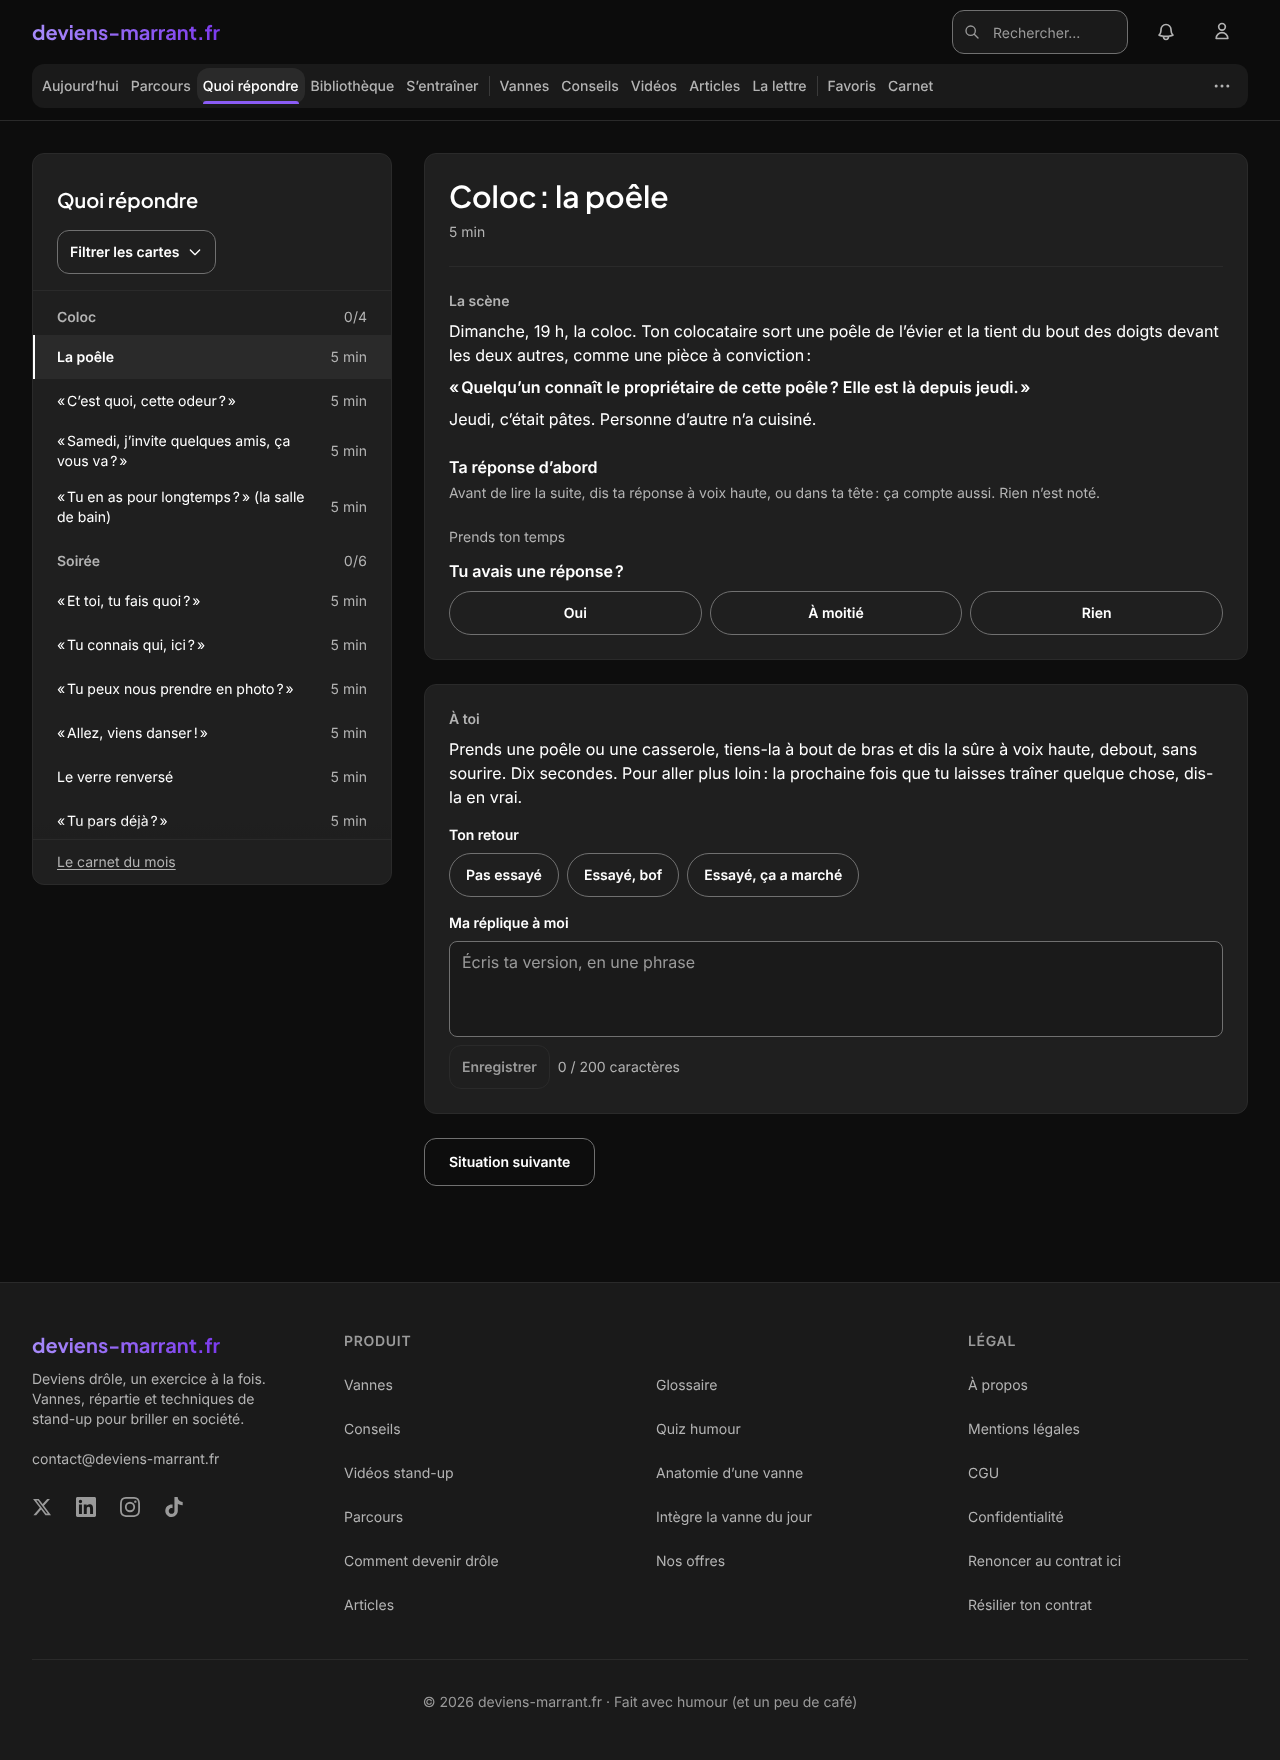 deviens-marrant.fr
Rechercher...
Aujourd’hui Parcours Quoi répondre Bibliothèque S’entraîner Vannes Conseils Vidéos Articles La lettre Favoris Carnet
Quoi répondre
Filtrer les cartes
Coloc 0/4
La poêle 5 min
« C’est quoi, cette odeur ? » 5 min
« Samedi, j’invite quelques amis, ça
vous va ? » 5 min
« Tu en as pour longtemps ? » (la salle
de bain) 5 min
Soirée 0/6
« Et toi, tu fais quoi ? » 5 min
« Tu connais qui, ici ? » 5 min
« Tu peux nous prendre en photo ? » 5 min
« Allez, viens danser ! » 5 min
Le verre renversé 5 min
« Tu pars déjà ? » 5 min
Le carnet du mois
Coloc : la poêle
5 min
La scène
Dimanche, 19 h, la coloc. Ton colocataire sort une poêle de l’évier et la tient du bout des doigts devant
les deux autres, comme une pièce à conviction :
« Quelqu’un connaît le propriétaire de cette poêle ? Elle est là depuis jeudi. »
Jeudi, c’était pâtes. Personne d’autre n’a cuisiné.
Ta réponse d’abord
Avant de lire la suite, dis ta réponse à voix haute, ou dans ta tête : ça compte aussi. Rien n’est noté.
Prends ton temps
Tu avais une réponse ?
Oui À moitié Rien
À toi
Prends une poêle ou une casserole, tiens-la à bout de bras et dis la sûre à voix haute, debout, sans
sourire. Dix secondes. Pour aller plus loin : la prochaine fois que tu laisses traîner quelque chose, dis-
la en vrai.
Ton retour
Pas essayé Essayé, bof Essayé, ça a marché
Ma réplique à moi
Écris ta version, en une phrase
Enregistrer 0 / 200 caractères
Situation suivante
deviens-marrant.fr
Deviens drôle, un exercice à la fois.
Vannes, répartie et techniques de
stand-up pour briller en société.
contact@deviens-marrant.fr
PRODUIT
Vannes
Conseils
Vidéos stand-up
Parcours
Comment devenir drôle
Articles
Glossaire
Quiz humour
Anatomie d’une vanne
Intègre la vanne du jour
Nos offres
LÉGAL
À propos
Mentions légales
CGU
Confidentialité
Renoncer au contrat ici
Résilier ton contrat
© 2026 deviens-marrant.fr · Fait avec humour (et un peu de café)